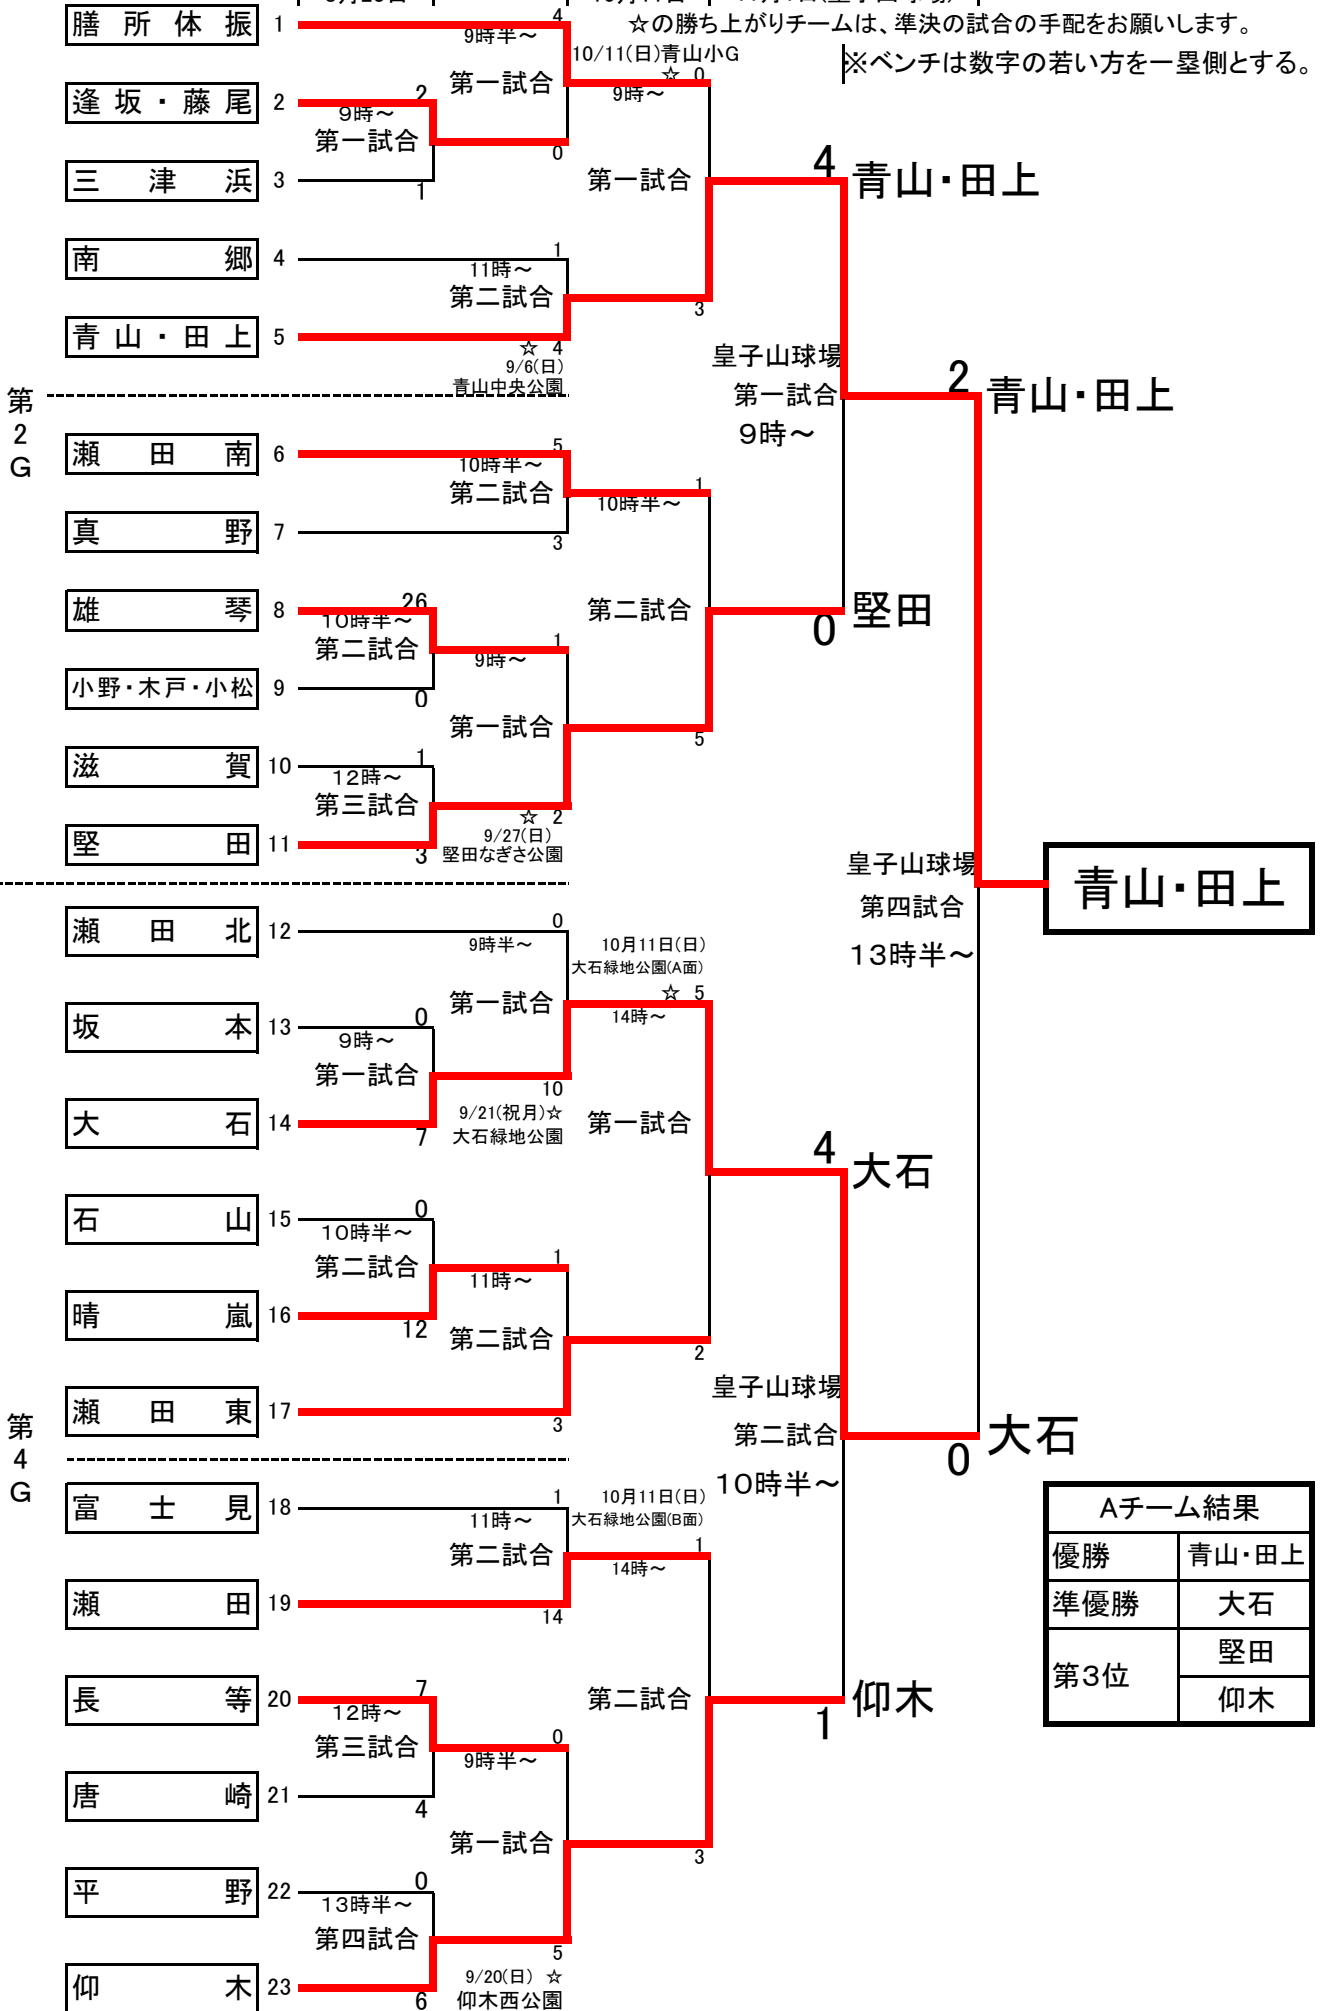 ☆の勝ち上がりチームは、準決の試合の手配をお願いします。
※ベンチは数字の若い方を一塁側とする。
膳所体振 1
4
9時半～
第一試合
10/11(日)青山小G
☆ 0
9時～
逢坂・藤尾 2
2
9時～
第一試合
0
三津浜 3
1
第一試合
4
青山・田上
南郷 4
1
11時～
第二試合
3
青山・田上 5
☆ 4
9/6(日)
青山中央公園
皇子山球場
第一試合
9時～
2
青山・田上
第2G
瀬田南 6
5
10時半～
第二試合
1
10時半～
真野 7
3
雄琴 8
26
10時半～
第二試合
1
9時～
第二試合
0
堅田
小野・木戸・小松 9
0
第一試合
5
滋賀 10
1
12時～
第三試合
☆ 2
9/27(日)
堅田なぎさ公園
堅田 11
3
皇子山球場
第四試合
13時半～
青山・田上
瀬田北 12
0
9時半～
第一試合
10月11日(日)
大石緑地公園(A面)
☆ 5
14時～
坂本 13
0
9時～
第一試合
10
9/21(祝月)☆
大石緑地公園
大石 14
7
第一試合
4
大石
石山 15
0
10時半～
第二試合
1
11時～
晴嵐 16
12
第二試合
2
瀬田東 17
3
皇子山球場
第二試合
10時半～
0
大石
第4G
富士見 18
1
11時～
第二試合
10月11日(日)
大石緑地公園(B面)
1
14時～
瀬田 19
14
長等 20
7
12時～
第三試合
0
9時半～
第二試合
1
仰木
唐崎 21
4
第一試合
3
平野 22
0
13時半～
第四試合
5
9/20(日) ☆
仰木西公園
仰木 23
6
Aチーム結果
優勝 青山・田上
準優勝 大石
第3位 堅田
仰木